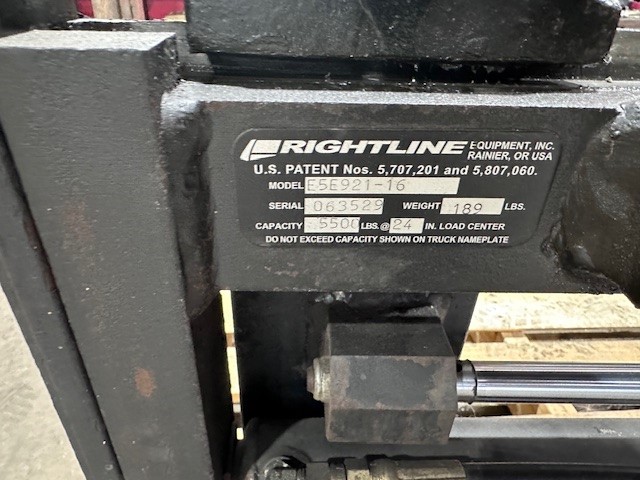 RIGHTLINE EQUIPMENT, INC.
RAINIER, OR USA
U.S. PATENT Nos. 5,707,201 and 5,807,060.
MODEL E5E921-16
SERIAL 063529 WEIGHT 189 LBS.
CAPACITY 5500 LBS.@ 24 IN. LOAD CENTER
DO NOT EXCEED CAPACITY SHOWN ON TRUCK NAMEPLATE